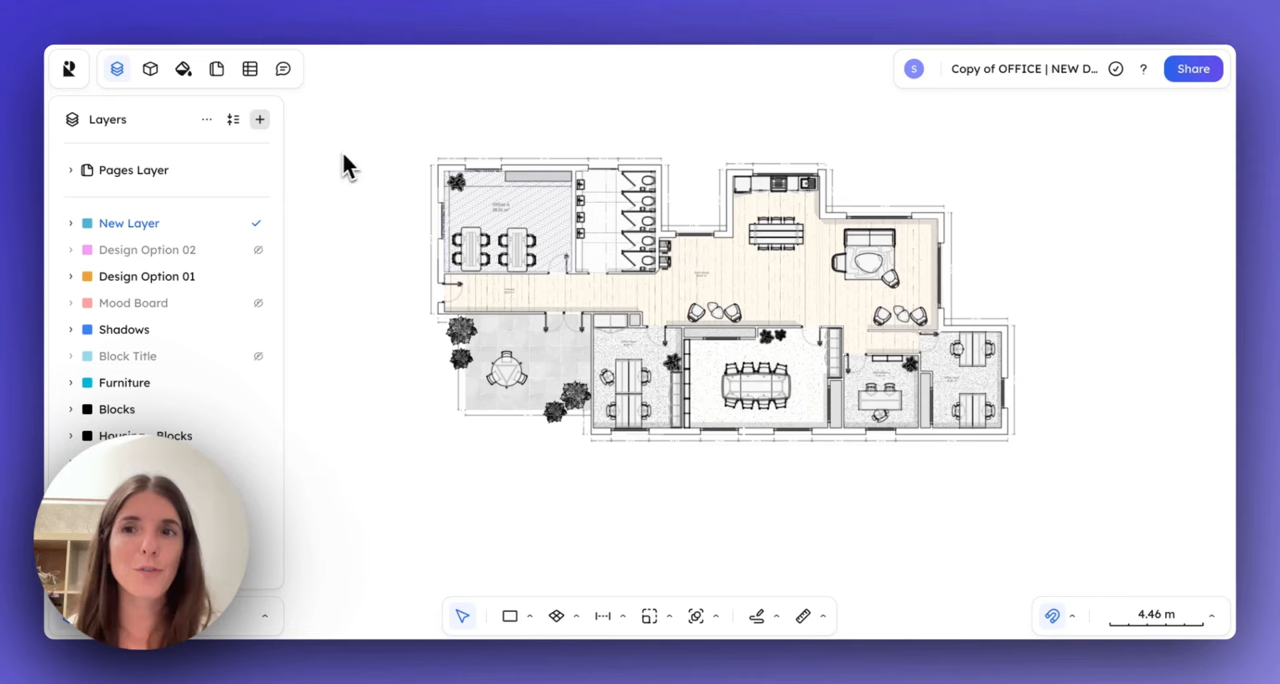 S
Copy of OFFICE | NEW D...
?
Share
Layers
Pages Layer
New Layer
Design Option 02
Design Option 01
Mood Board
Shadows
Block Title
Furniture
Blocks
4.46 m